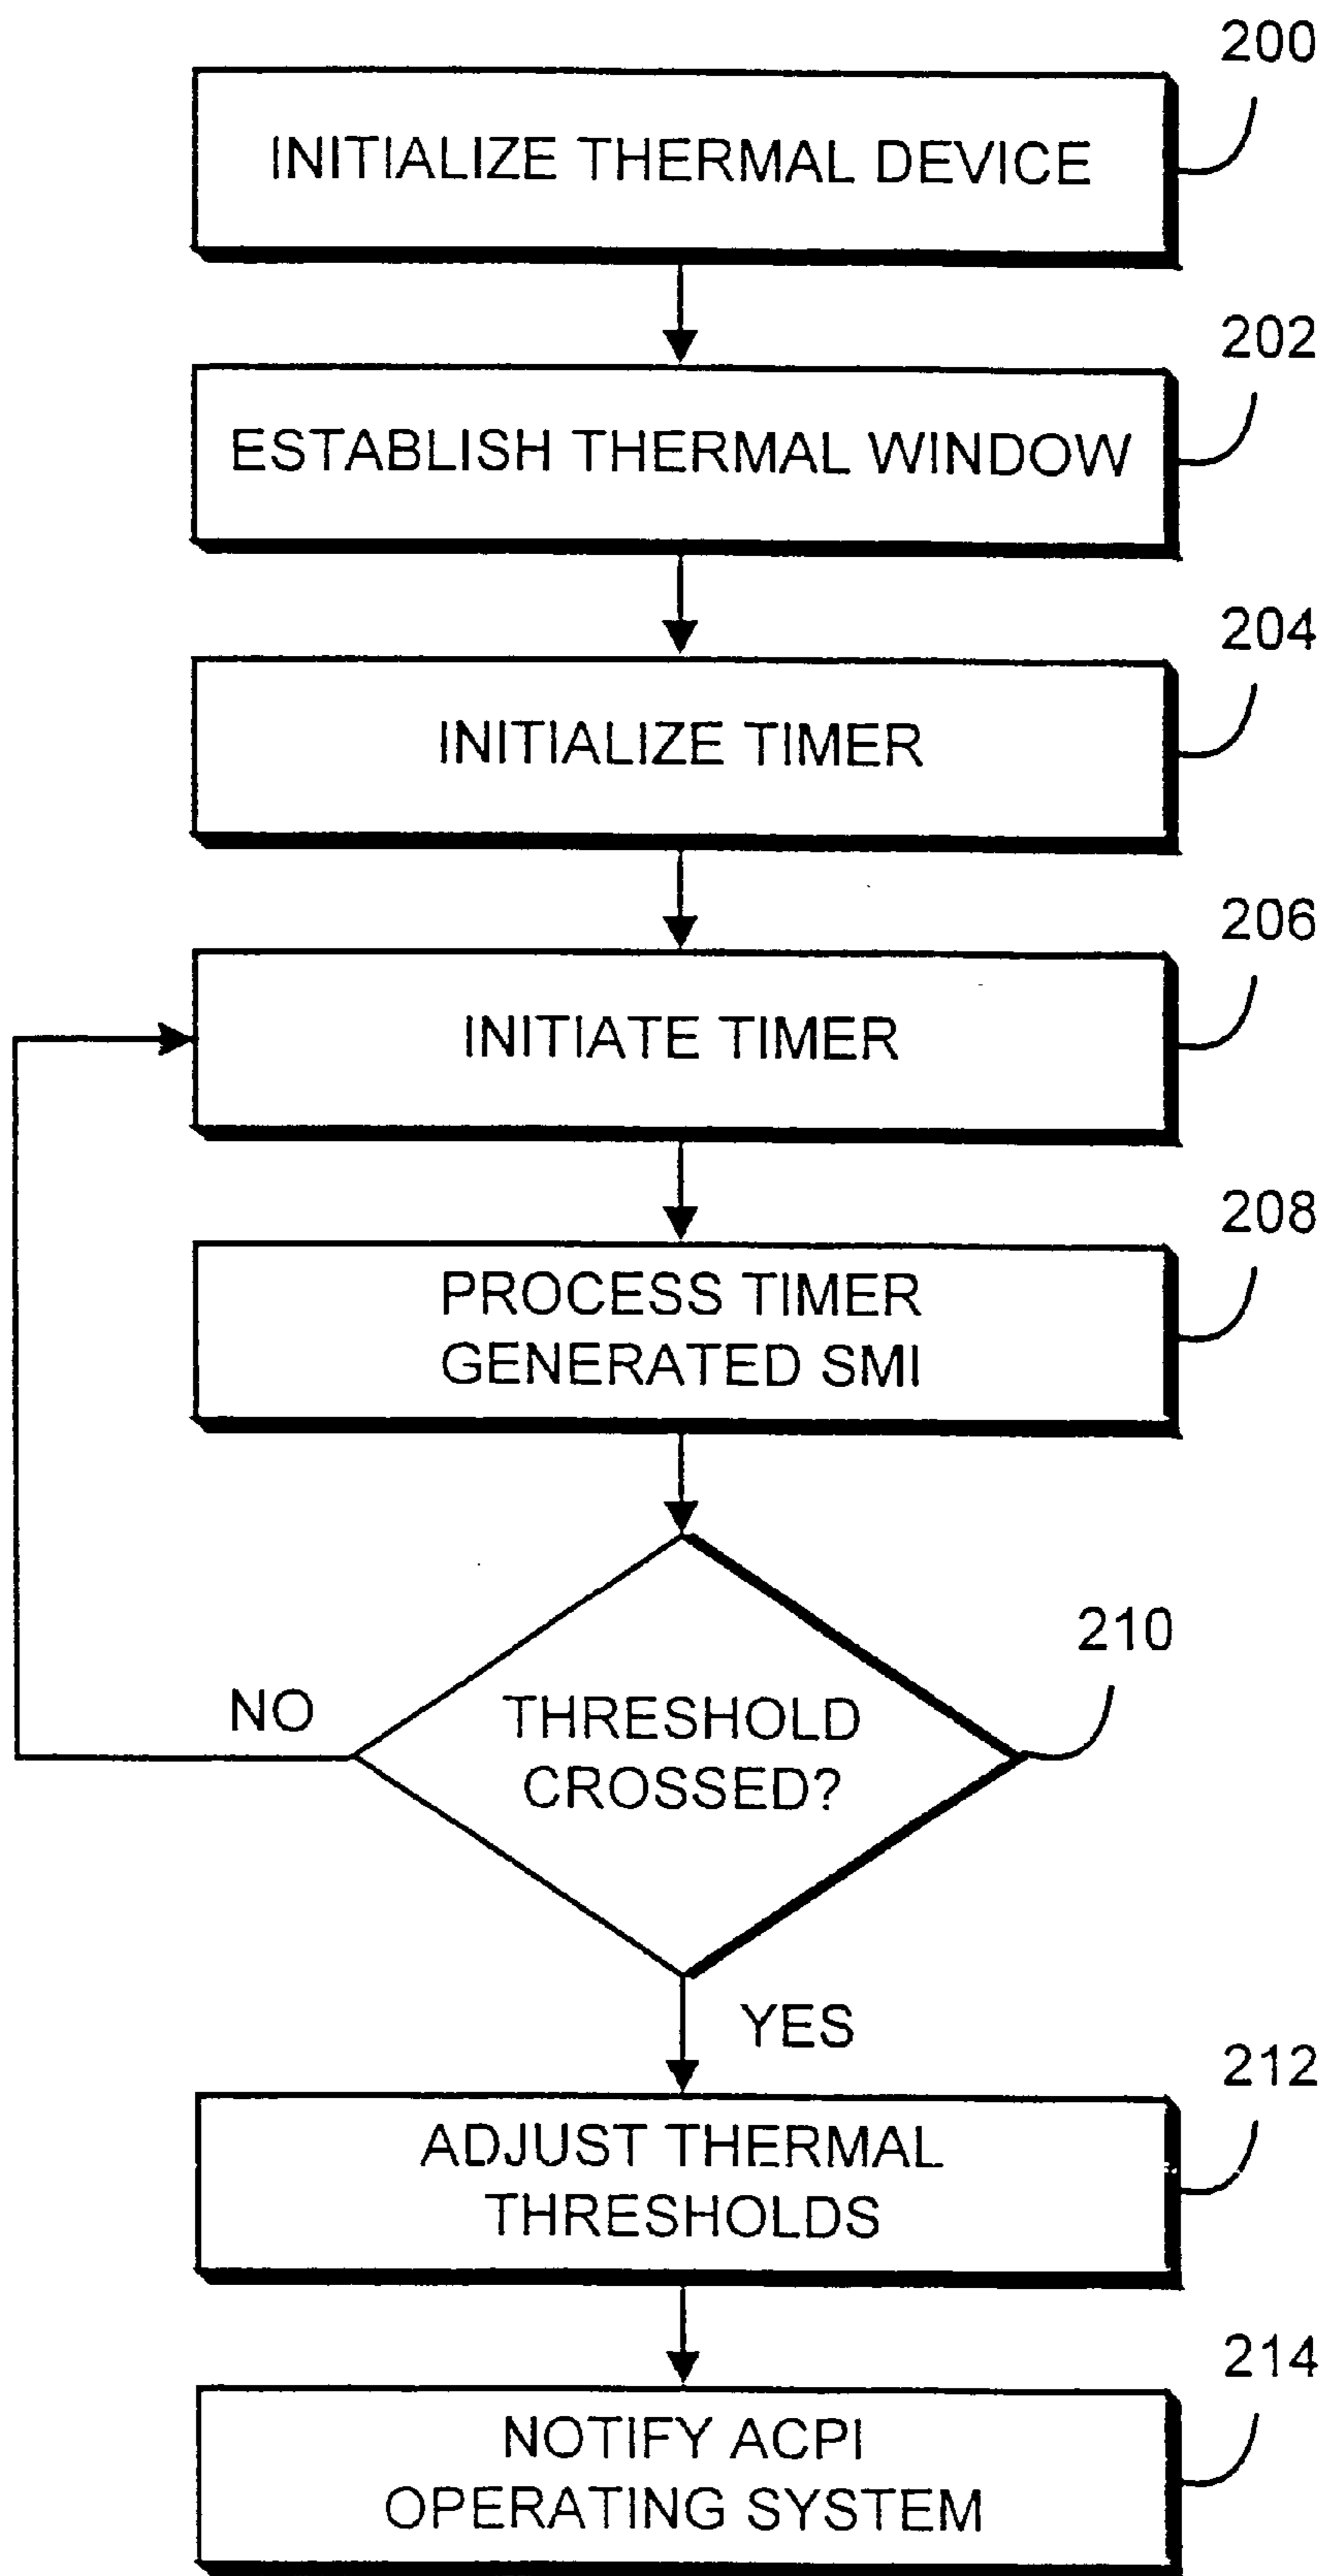 200
INITIALIZE THERMAL DEVICE
202
ESTABLISH THERMAL WINDOW
204
INITIALIZE TIMER
206
INITIATE TIMER
208
PROCESS TIMER
GENERATED SMI
210
NO
THRESHOLD
CROSSED?
YES
212
ADJUST THERMAL
THRESHOLDS
214
NOTIFY ACPI
OPERATING SYSTEM